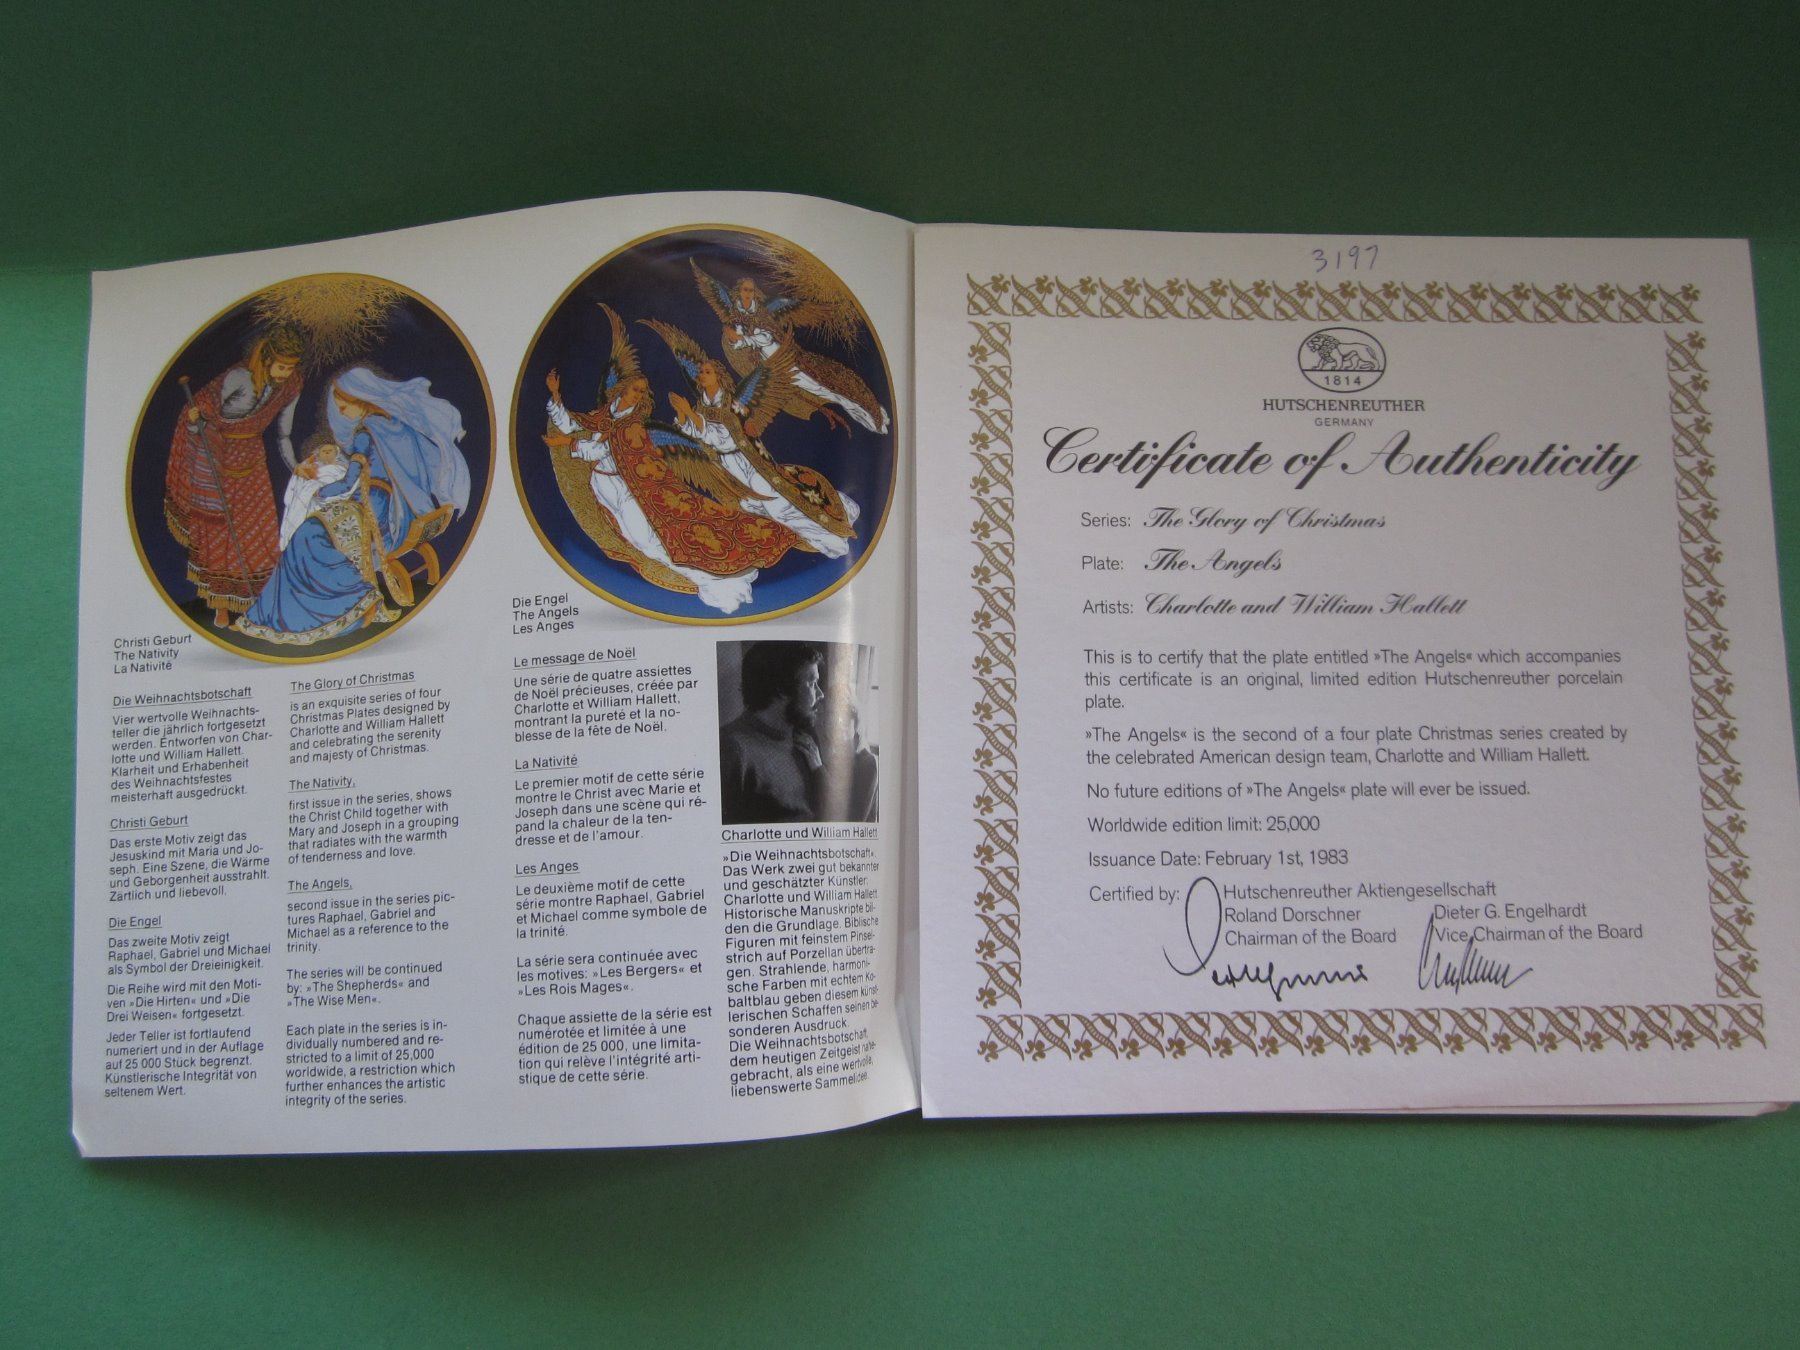 Christi Geburt
The Nativity
La Nativité
Die Weihnachtsbotschaft
Vier wertvolle Weihnachts-
teller die jährlich fortgesetzt
werden. Entworfen von Char-
lotte und William Hallett.
Klarheit und Erhabenheit
des Weihnachtsfestes
meisterhaft ausgedrückt.
Christi Geburt
Das erste Motiv zeigt das
Jesuskind mit Maria und Jo-
seph. Eine Szene, die Wärme
und Geborgenheit ausstrahlt.
Zärtlich und liebevoll.
Die Engel
Das zweite Motiv zeigt
Raphael, Gabriel und Michael
als Symbol der Dreieinigkeit.
Die Reihe wird mit den Moti-
ven »Die Hirten« und »Die
Drei Weisen« fortgesetzt.
Jeder Teller ist fortlaufend
numeriert und in der Auflage
auf 25 000 Stück begrenzt.
Künstlerische Integrität von
seltenem Wert.
The Glory of Christmas
is an exquisite series of four
Christmas Plates designed by
Charlotte and William Hallett
and celebrating the serenity
and majesty of Christmas.
The Nativity,
first issue in the series, shows
the Christ Child together with
Mary and Joseph in a grouping
that radiates with the warmth
of tenderness and love.
The Angels,
second issue in the series pic-
tures Raphael, Gabriel and
Michael as a reference to the
trinity.
The series will be continued
by: »The Shepherds« and
»The Wise Men«.
Each plate in the series is in-
dividually numbered and re-
stricted to a limit of 25,000
worldwide, a restriction which
further enhances the artistic
integrity of the series.
Die Engel
The Angels
Les Anges
Le message de Noël
Une série de quatre assiettes
de Noël précieuses, créée par
Charlotte et William Hallett,
montrant la pureté et la no-
blesse de la fête de Noël.
La Nativité
Le premier motif de cette série
montre le Christ avec Marie et
Joseph dans une scène qui ré-
pand la chaleur de la ten-
dresse et de l'amour.
Les Anges
Le deuxième motif de cette
série montre Raphael, Gabriel
et Michael comme symbole de
la trinité.
La série sera continuée avec
les motives: »Les Bergers« et
»Les Rois Mages«.
Chaque assiette de la série est
numérotée et limitée à une
édition de 25 000, une limita-
tion qui relève l'intégrité arti-
stique de cette série.
Charlotte und William Hallett
»Die Weihnachtsbotschaft«.
Das Werk zwei gut bekannter
und geschätzter Künstler:
Charlotte und William Hallett.
Historische Manuskripte bil-
den die Grundlage. Biblische
Figuren mit feinstem Pinsel-
strich auf Porzellan übertra-
gen. Strahlende, harmoni-
sche Farben mit echtem Ko-
baltblau geben diesem künst-
lerischen Schaffen seinen be-
sonderen Ausdruck.
Die Weihnachtsbotschaft,
dem heutigen Zeitgeist nahe-
gebracht, als eine wertvolle,
liebenswerte Sammelidee.
3197
1814
HUTSCHENREUTHER
GERMANY
Certificate of Authenticity
Series: The Glory of Christmas
Plate: The Angels
Artists: Charlotte and William Hallett
This is to certify that the plate entitled »The Angels« which accompanies
this certificate is an original, limited edition Hutschenreuther porcelain
plate.
»The Angels« is the second of a four plate Christmas series created by
the celebrated American design team, Charlotte and William Hallett.
No future editions of »The Angels« plate will ever be issued.
Worldwide edition limit: 25,000
Issuance Date: February 1st, 1983
Certified by: Hutschenreuther Aktiengesellschaft
Roland Dorschner Dieter G. Engelhardt
Chairman of the Board Vice Chairman of the Board